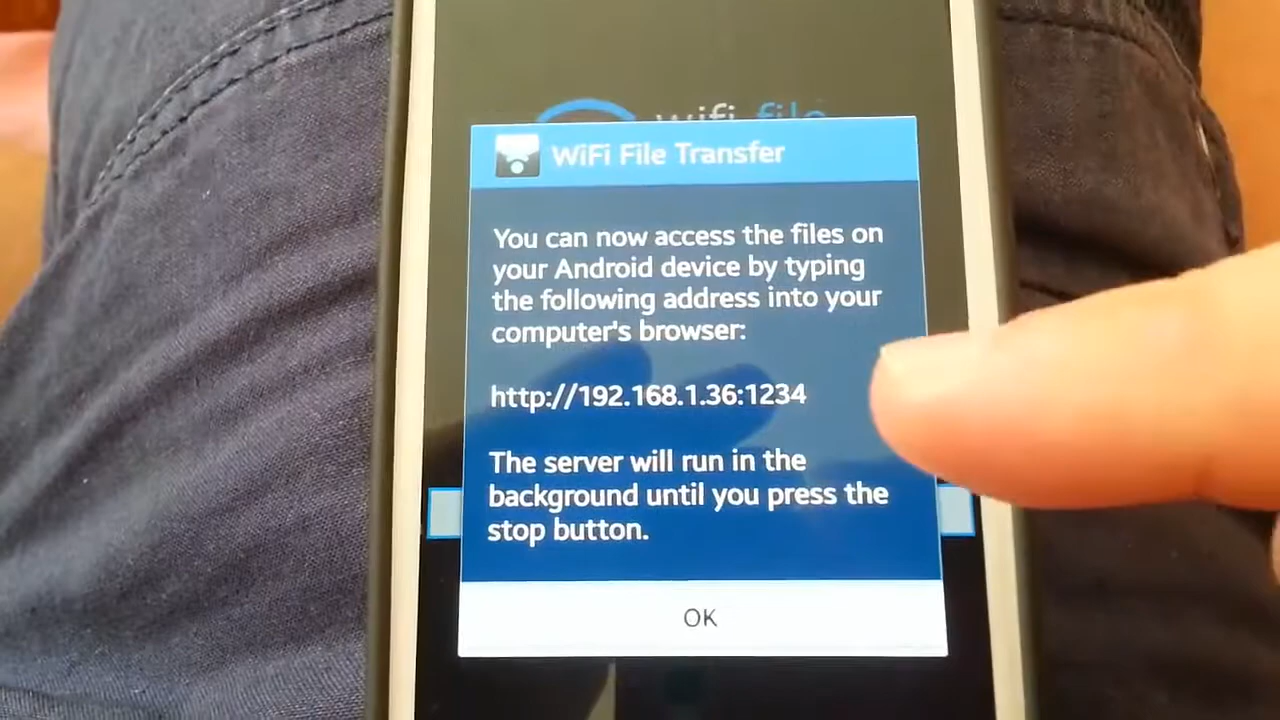 wifi file
WiFi File Transfer
You can now access the files on
your Android device by typing
the following address into your
computer's browser:
http://192.168.1.36:1234
The server will run in the
background until you press the
stop button.
OK